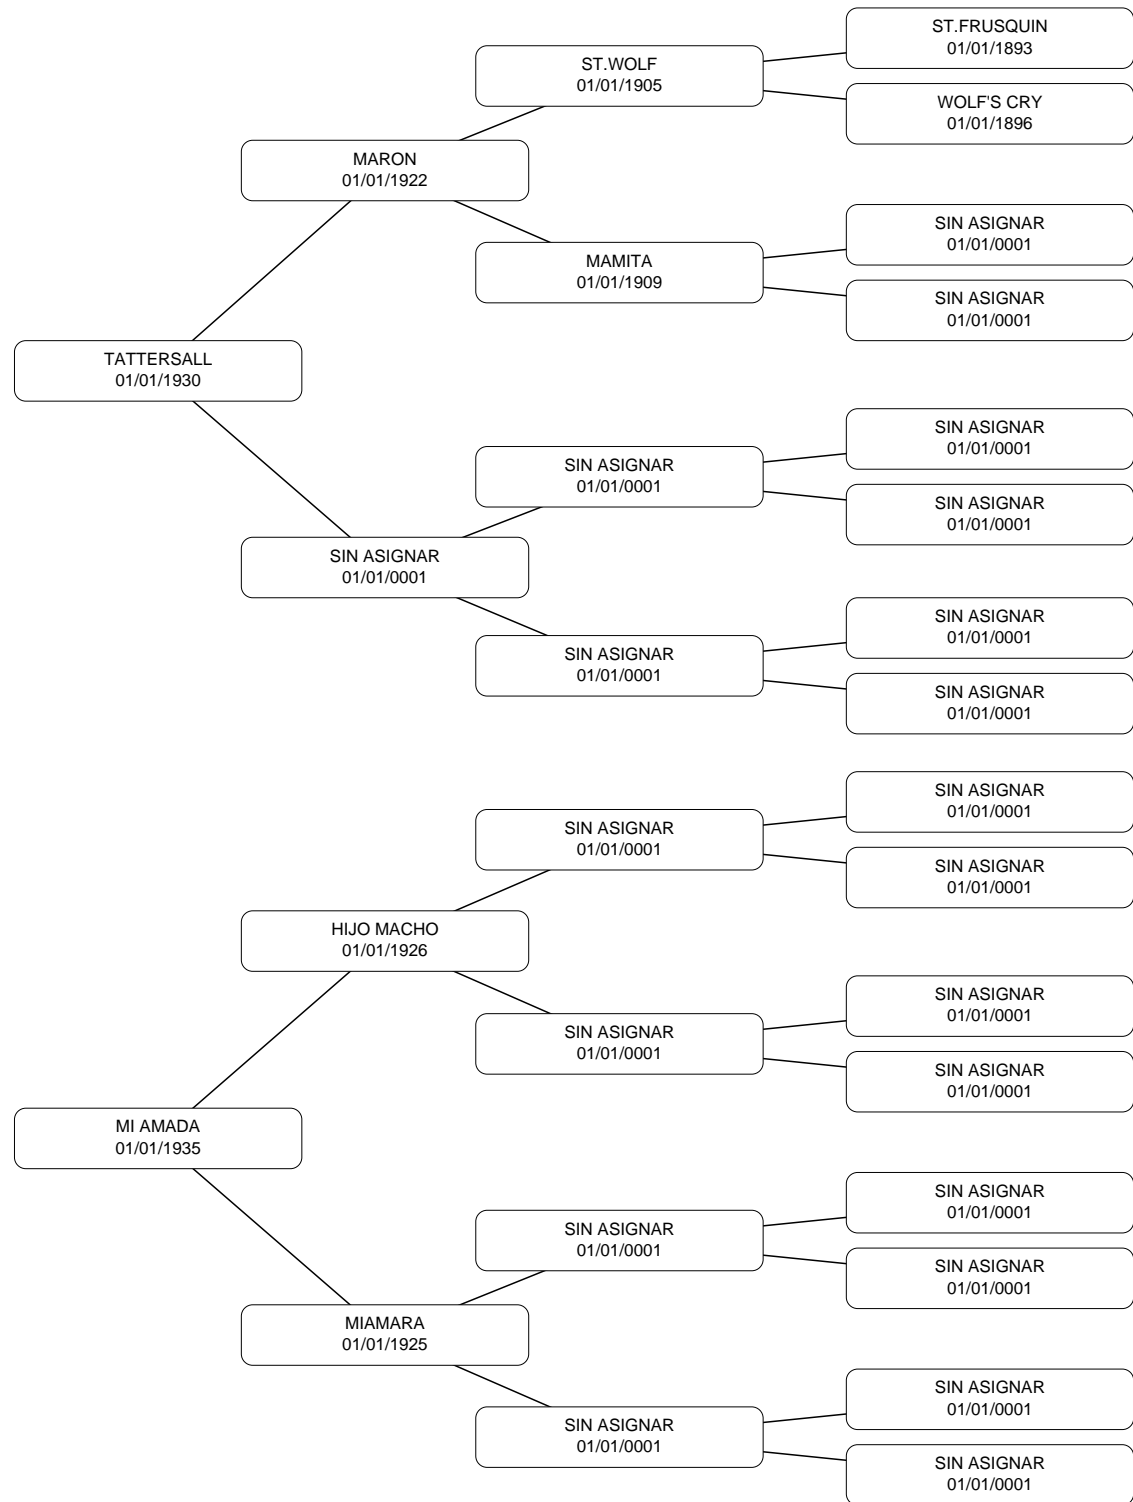 ST.FRUSQUIN
01/01/1893
ST.WOLF
01/01/1905
WOLF'S CRY
01/01/1896
MARON
01/01/1922
SIN ASIGNAR
01/01/0001
MAMITA
01/01/1909
SIN ASIGNAR
01/01/0001
TATTERSALL
01/01/1930
SIN ASIGNAR
01/01/0001
SIN ASIGNAR
01/01/0001
SIN ASIGNAR
01/01/0001
SIN ASIGNAR
01/01/0001
SIN ASIGNAR
01/01/0001
SIN ASIGNAR
01/01/0001
SIN ASIGNAR
01/01/0001
SIN ASIGNAR
01/01/0001
SIN ASIGNAR
01/01/0001
SIN ASIGNAR
01/01/0001
HIJO MACHO
01/01/1926
SIN ASIGNAR
01/01/0001
SIN ASIGNAR
01/01/0001
SIN ASIGNAR
01/01/0001
MI AMADA
01/01/1935
SIN ASIGNAR
01/01/0001
SIN ASIGNAR
01/01/0001
SIN ASIGNAR
01/01/0001
MIAMARA
01/01/1925
SIN ASIGNAR
01/01/0001
SIN ASIGNAR
01/01/0001
SIN ASIGNAR
01/01/0001